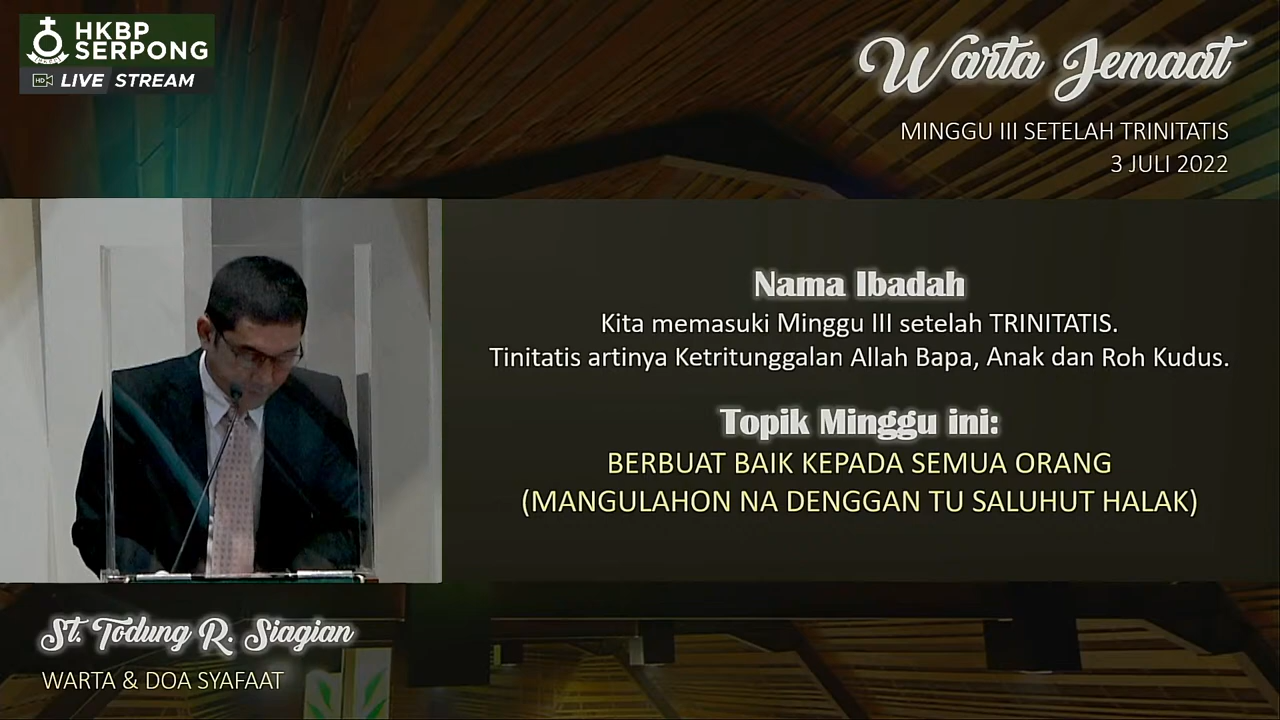 HKBP
SERPONG
HD LIVE STREAM
Warta Jemaat
MINGGU III SETELAH TRINITATIS
3 JULI 2022
Nama Ibadah
Kita memasuki Minggu III setelah TRINITATIS.
Tinitatis artinya Ketritunggalan Allah Bapa, Anak dan Roh Kudus.
Topik Minggu ini:
BERBUAT BAIK KEPADA SEMUA ORANG
(MANGULAHON NA DENGGAN TU SALUHUT HALAK)
St. Todung R. Siagian
WARTA & DOA SYAFAAT